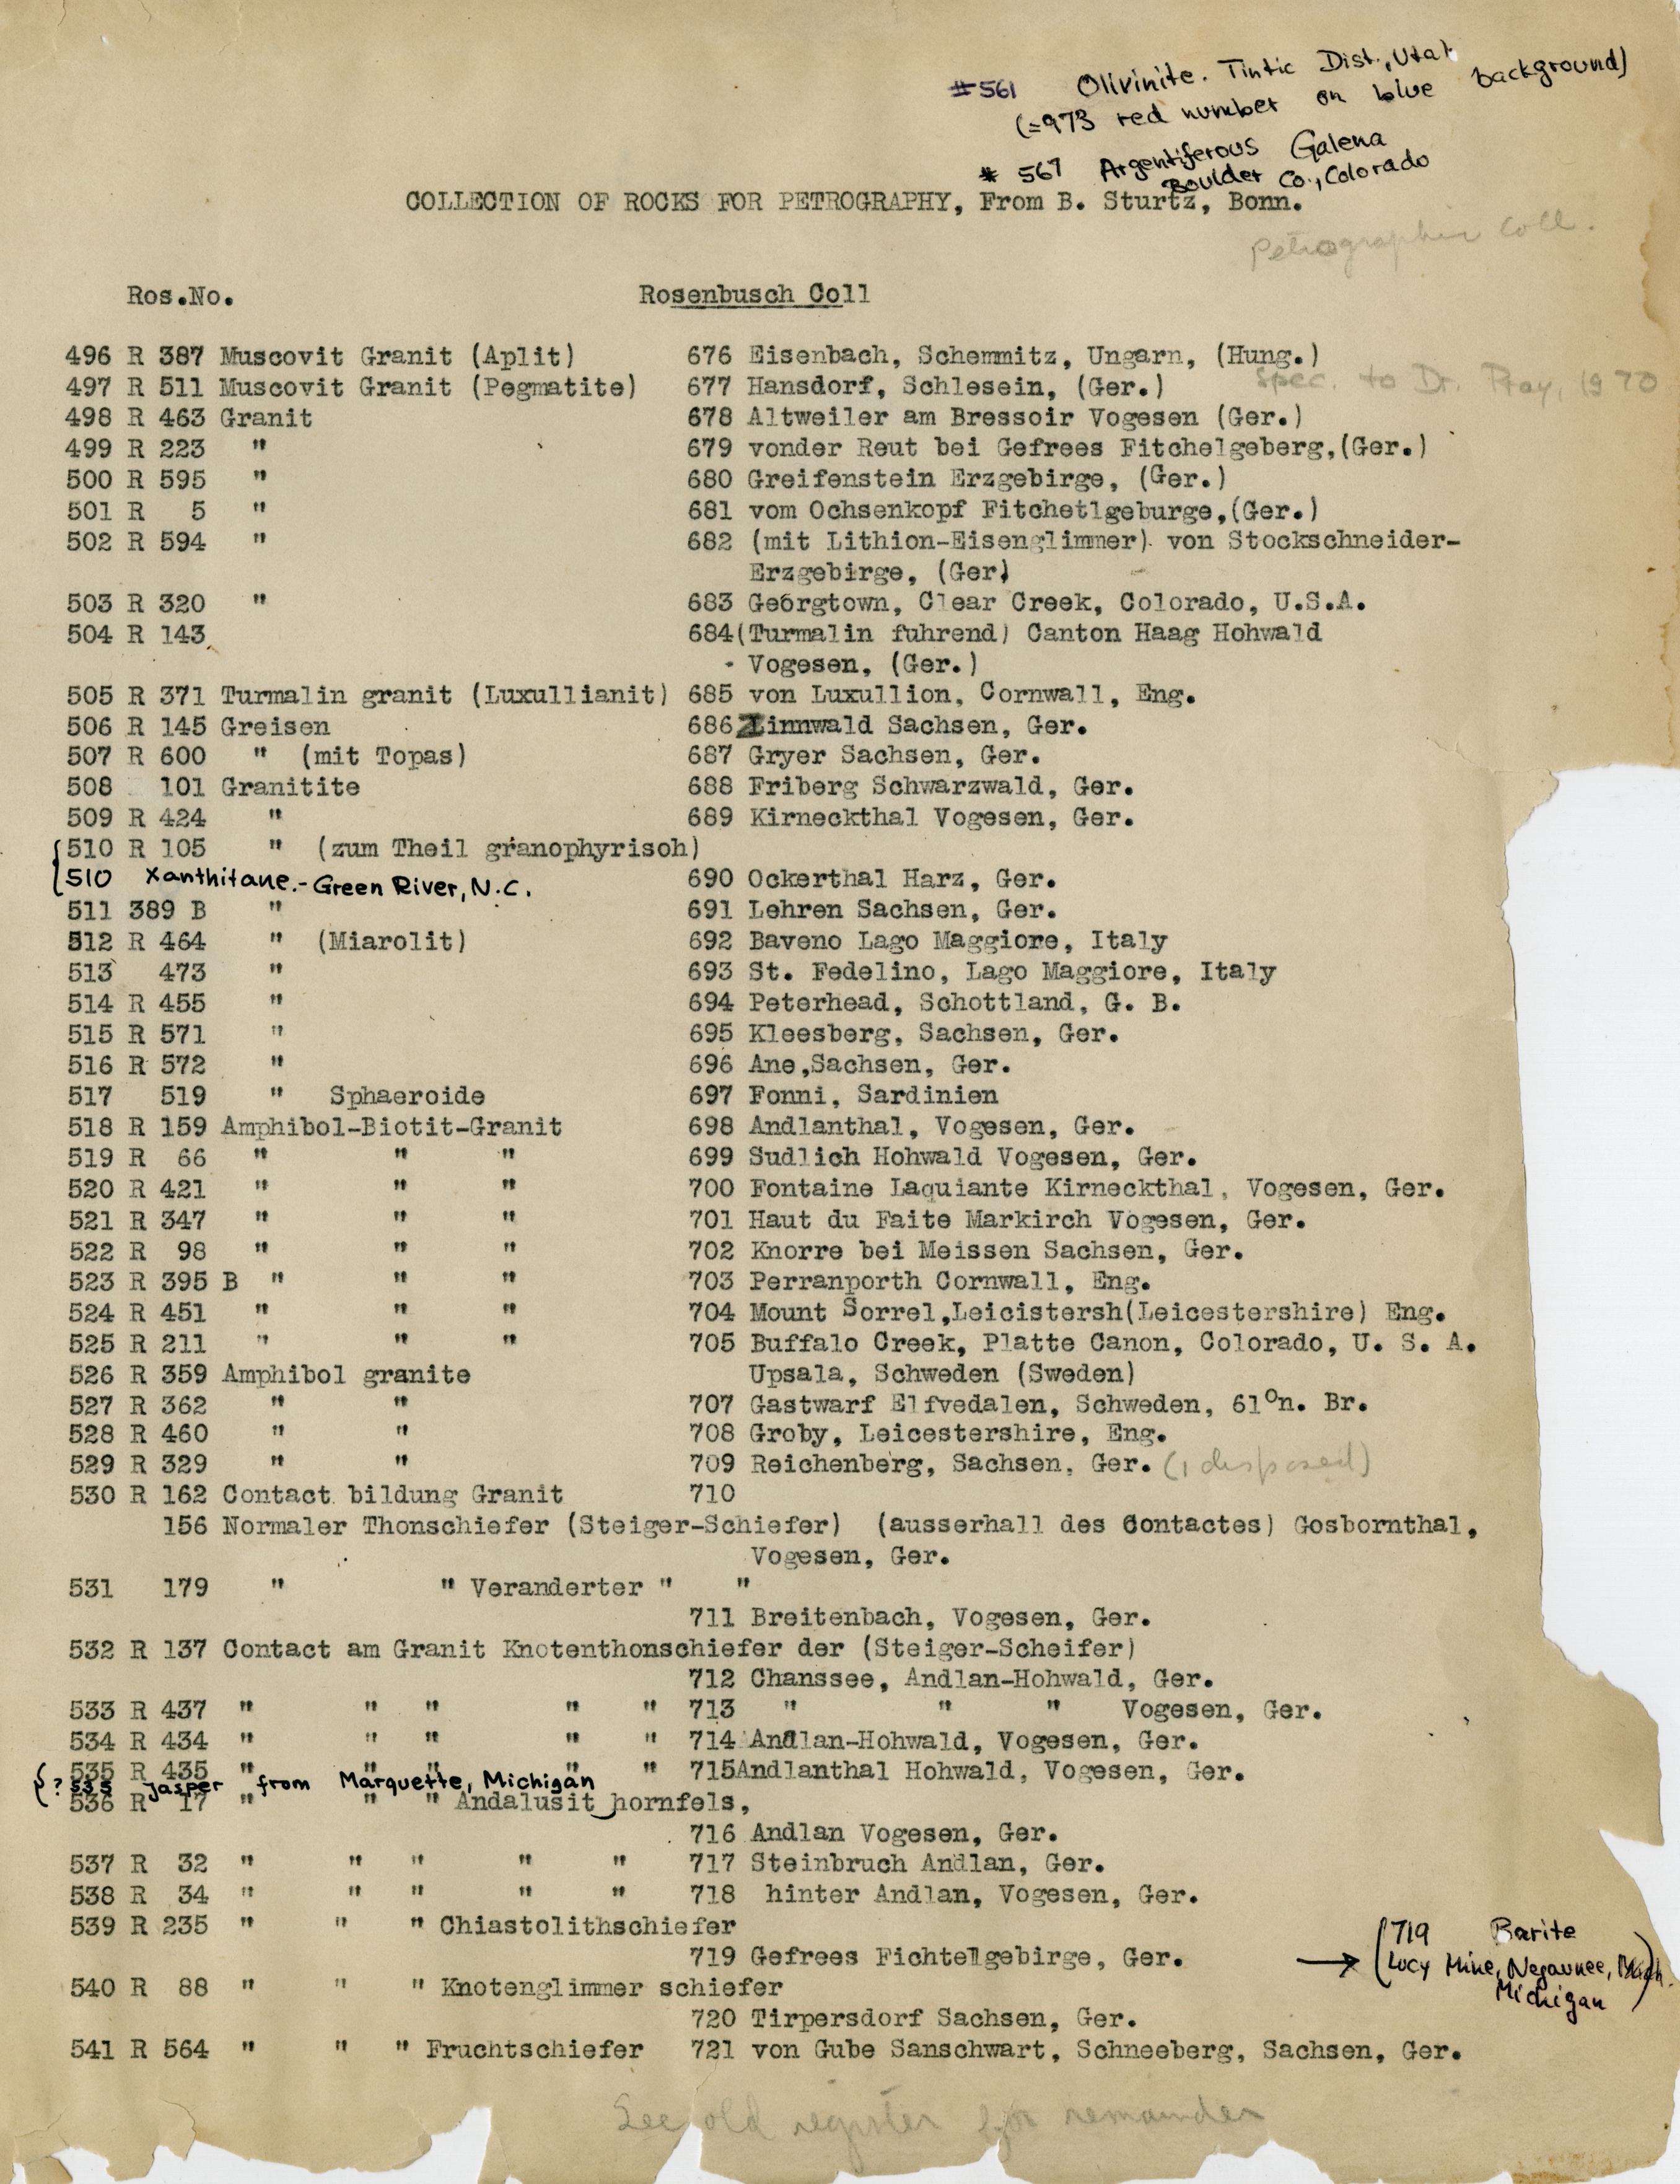 #561 Olivinite. Tintic Dist., Utah
(=973 red number on blue background)
# 567 Argentiferous Galena
Boulder Co., Colorado
COLLECTION OF ROCKS FOR PETROGRAPHY, From B. Sturtz, Bonn.
Petrographic Coll.
Ros.No. Rosenbusch Coll
496 R 387 Muscovit Granit (Aplit) 676 Eisenbach, Schemmitz, Ungarn, (Hung.)
497 R 511 Muscovit Granit (Pegmatite) 677 Hansdorf, Schlesein, (Ger.) spec. to Dr. Pray, 1970
498 R 463 Granit 678 Altweiler am Bressoir Vogesen (Ger.)
499 R 223 " 679 vonder Reut bei Gefrees Fitchelgeberg,(Ger.)
500 R 595 " 680 Greifenstein Erzgebirge, (Ger.)
501 R 5 " 681 vom Ochsenkopf Fitchetlgeburge,(Ger.)
502 R 594 " 682 (mit Lithion-Eisenglimmer) von Stockschneider-
Erzgebirge, (Ger)
503 R 320 " 683 Georgtown, Clear Creek, Colorado, U.S.A.
504 R 143 684(Turmalin fuhrend) Canton Haag Hohwald
Vogesen, (Ger.)
505 R 371 Turmalin granit (Luxullianit) 685 von Luxullion, Cornwall, Eng.
506 R 145 Greisen 686 Zinnwald Sachsen, Ger.
507 R 600 " (mit Topas) 687 Gryer Sachsen, Ger.
508 101 Granitite 688 Friberg Schwarzwald, Ger.
509 R 424 " 689 Kirneckthal Vogesen, Ger.
510 R 105 " (zum Theil granophyrisch)
510 Xanthitane.- Green River, N.C. 690 Ockerthal Harz, Ger.
511 389 B " 691 Lehren Sachsen, Ger.
512 R 464 " (Miarolit) 692 Baveno Lago Maggiore, Italy
513 473 " 693 St. Fedelino, Lago Maggiore, Italy
514 R 455 " 694 Peterhead, Schottland, G. B.
515 R 571 " 695 Kleesberg, Sachsen, Ger.
516 R 572 " 696 Ane,Sachsen, Ger.
517 519 " Sphaeroide 697 Fonni, Sardinien
518 R 159 Amphibol-Biotit-Granit 698 Andlanthal, Vogesen, Ger.
519 R 66 " " " 699 Sudlich Hohwald Vogesen, Ger.
520 R 421 " " " 700 Fontaine Laquiante Kirneckthal, Vogesen, Ger.
521 R 347 " " " 701 Haut du Faite Markirch Vogesen, Ger.
522 R 98 " " " 702 Knorre bei Meissen Sachsen, Ger.
523 R 395 B " " " 703 Perranporth Cornwall, Eng.
524 R 451 " " " 704 Mount Sorrel,Leicistersh(Leicestershire) Eng.
525 R 211 " " " 705 Buffalo Creek, Platte Canon, Colorado, U. S. A.
526 R 359 Amphibol granite Upsala, Schweden (Sweden)
527 R 362 " " 707 Gastwarf Elfvedalen, Schweden, 61°n. Br.
528 R 460 " " 708 Groby, Leicestershire, Eng.
529 R 329 " " 709 Reichenberg, Sachsen, Ger. (1 disposed)
530 R 162 Contact bildung Granit 710
156 Normaler Thonschiefer (Steiger-Schiefer) (ausserhall des Contactes) Gosbornthal,
Vogesen, Ger.
531 179 " " Veranderter " "
711 Breitenbach, Vogesen, Ger.
532 R 137 Contact am Granit Knotenthonschiefer der (Steiger-Scheifer)
712 Chanssee, Andlan-Hohwald, Ger.
533 R 437 " " " " " 713 " " " Vogesen, Ger.
534 R 434 " " " " " 714 Andlan-Hohwald, Vogesen, Ger.
535 R 435 " " " " " 715Andlanthal Hohwald, Vogesen, Ger.
? 535 Jasper from Marquette, Michigan
536 R 17 " " " Andalusit hornfels,
716 Andlan Vogesen, Ger.
537 R 32 " " " " " 717 Steinbruch Andlan, Ger.
538 R 34 " " " " " 718 hinter Andlan, Vogesen, Ger.
539 R 235 " " " Chiastolithschiefer
719 Gefrees Fichtelgebirge, Ger. → (719 Barite
Lucy Mine, Negaunee,
Michigan)
540 R 88 " " " Knotenglimmer schiefer
720 Tirpersdorf Sachsen, Ger.
541 R 564 " " " Fruchtschiefer 721 von Gube Sanschwart, Schneeberg, Sachsen, Ger.
See old register for remainder